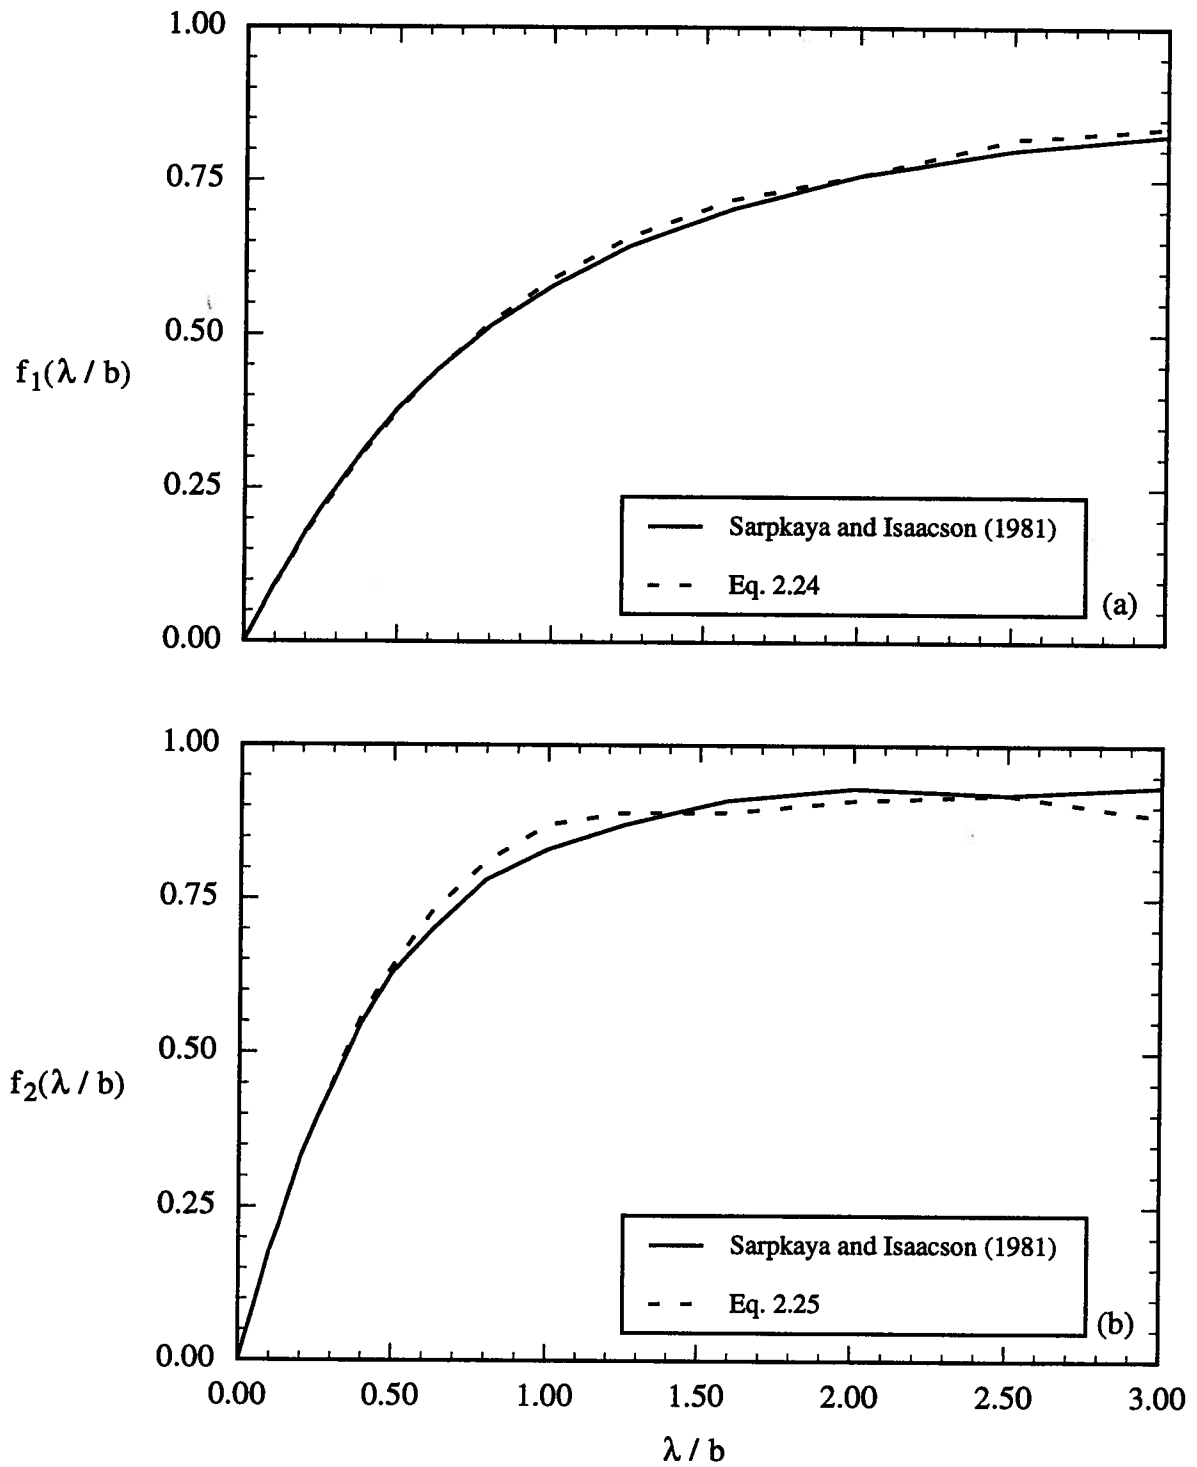 1.00
0.75
0.50
f₁(λ / b)
0.25
Sarpkaya and Isaacson (1981)
Eq. 2.24
(a)
0.00
1.00
0.75
0.50
f₂(λ / b)
0.25
Sarpkaya and Isaacson (1981)
Eq. 2.25
(b)
0.00
0.00 0.50 1.00 1.50 2.00 2.50 3.00
λ / b